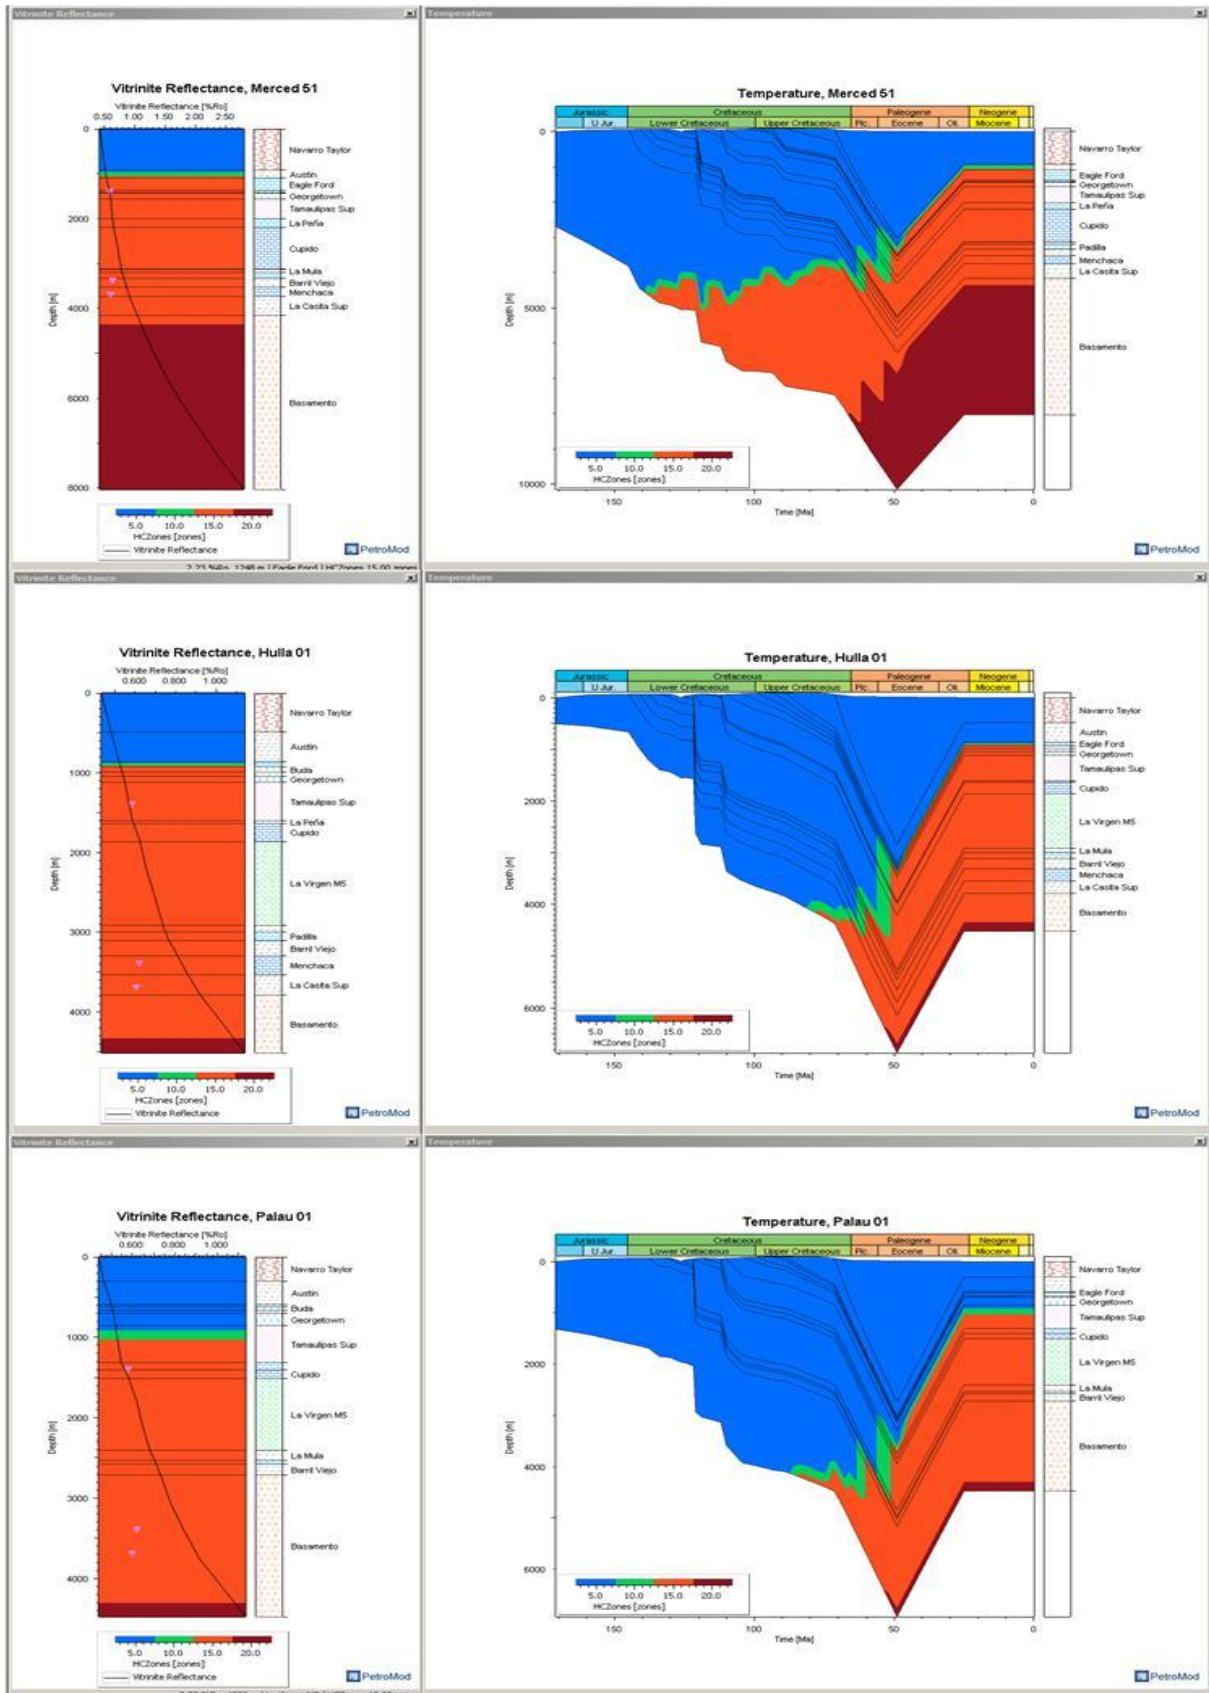 Vitrinite Reflectance
Temperature
Vitrinite Reflectance, Merced 51
Vitrinite Reflectance [%Ro]
0.50 1.00 1.50 2.00 2.50
0
2000
4000
6000
8000
Depth [m]
Navarro Taylor
Austin
Eagle Ford
Georgetown
Tamaulipas Sup
La Peña
Cupido
La Mula
Barril Viejo
Menchaca
La Casita Sup
Basamento
5.0 10.0 15.0 20.0
HCZones [zones]
Vitrinite Reflectance
PetroMod
Temperature, Merced 51
Jurassic Cretaceous Paleogene Neogene
U.Jur. Lower Cretaceous Upper Cretaceous Plc. Eocene Oli. Miocene
0
5000
10000
Depth [m]
Navarro Taylor
Eagle Ford
Georgetown
Tamaulipas Sup
La Peña
Cupido
Padilla
Menchaca
La Casita Sup
Basamento
5.0 10.0 15.0 20.0
HCZones [zones]
150 100 50 0
Time [Ma]
PetroMod
Vitrinite Reflectance
Temperature
Vitrinite Reflectance, Hulla 01
Vitrinite Reflectance [%Ro]
0.600 0.800 1.000
0
1000
2000
3000
4000
Depth [m]
Navarro Taylor
Austin
Buda
Georgetown
Tamaulipas Sup
La Peña
Cupido
La Virgen MS
Padilla
Barril Viejo
Menchaca
La Casita Sup
Basamento
5.0 10.0 15.0 20.0
HCZones [zones]
Vitrinite Reflectance
PetroMod
Temperature, Hulla 01
Jurassic Cretaceous Paleogene Neogene
U.Jur. Lower Cretaceous Upper Cretaceous Plc. Eocene Oli. Miocene
0
2000
4000
6000
Depth [m]
Navarro Taylor
Austin
Eagle Ford
Georgetown
Tamaulipas Sup
Cupido
La Virgen MS
La Mula
Barril Viejo
Menchaca
La Casita Sup
Basamento
5.0 10.0 15.0 20.0
HCZones [zones]
150 100 50 0
Time [Ma]
PetroMod
Vitrinite Reflectance
Temperature
Vitrinite Reflectance, Palau 01
Vitrinite Reflectance [%Ro]
0.600 0.800 1.000
0
1000
2000
3000
4000
Depth [m]
Navarro Taylor
Austin
Buda
Georgetown
Tamaulipas Sup
Cupido
La Virgen MS
La Mula
Barril Viejo
Basamento
5.0 10.0 15.0 20.0
HCZones [zones]
Vitrinite Reflectance
PetroMod
Temperature, Palau 01
Jurassic Cretaceous Paleogene Neogene
U.Jur. Lower Cretaceous Upper Cretaceous Plc. Eocene Oli. Miocene
0
2000
4000
6000
Depth [m]
Navarro Taylor
Eagle Ford
Georgetown
Tamaulipas Sup
Cupido
La Virgen MS
La Mula
Barril Viejo
Basamento
5.0 10.0 15.0 20.0
HCZones [zones]
150 100 50 0
Time [Ma]
PetroMod